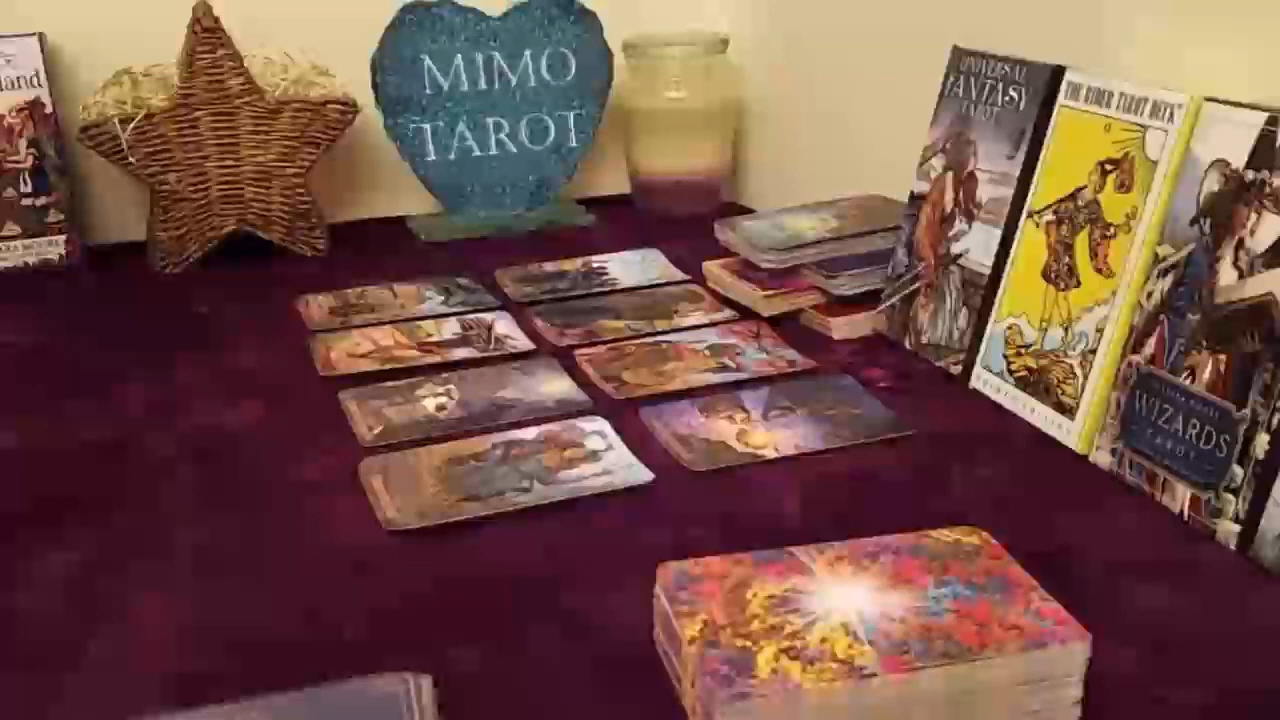 land
MIMO
TAROT
UNIVERSAL
FANTASY
TAROT
THE RIDER TAROT DECK
WIZARDS
TAROT